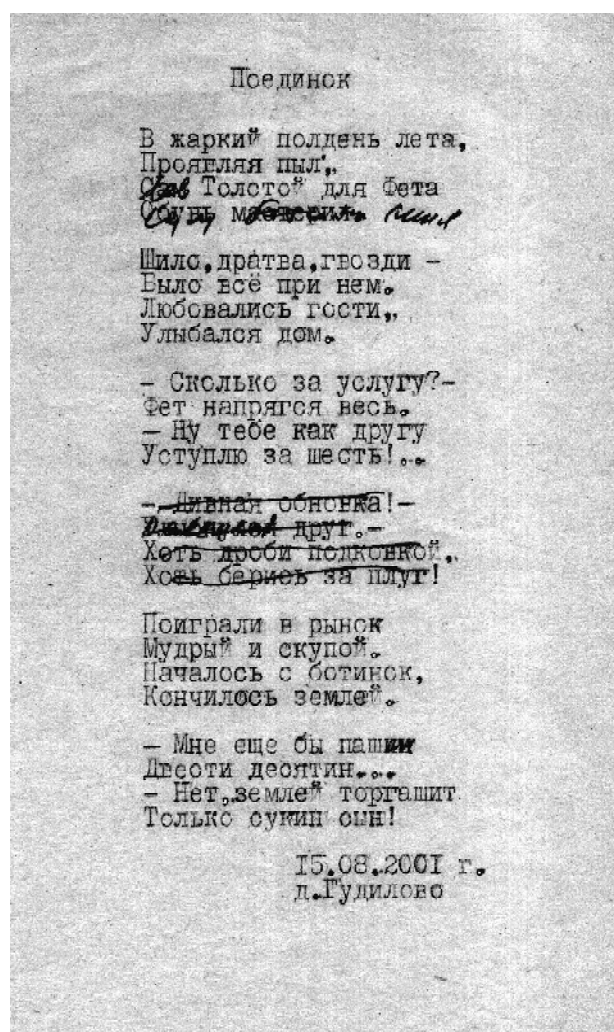 Поединок
В жаркий полдень лета,
Проявляя пыл,
Толстой для Фета
Шило,дратва,гвозди -
Было всё при нем.
Любовались гости,
Улыбался дом.
- Сколько за услугу?-
Фет напрягся весь.
- Ну тебе как другу
Уступлю за шесть!..
- Дивная обновка!-
друг.-
Хоть дроби подковкой,
Хоть берись за плуг!
Поиграли в рынок
Мудрый и скупой.
Началось с ботинок,
Кончилось землей.
- Мне еще бы пашни
Двести десятин...
- Нет,землей торгашит
Только сукин сын!
15.08.2001 г.
д.Гудилово